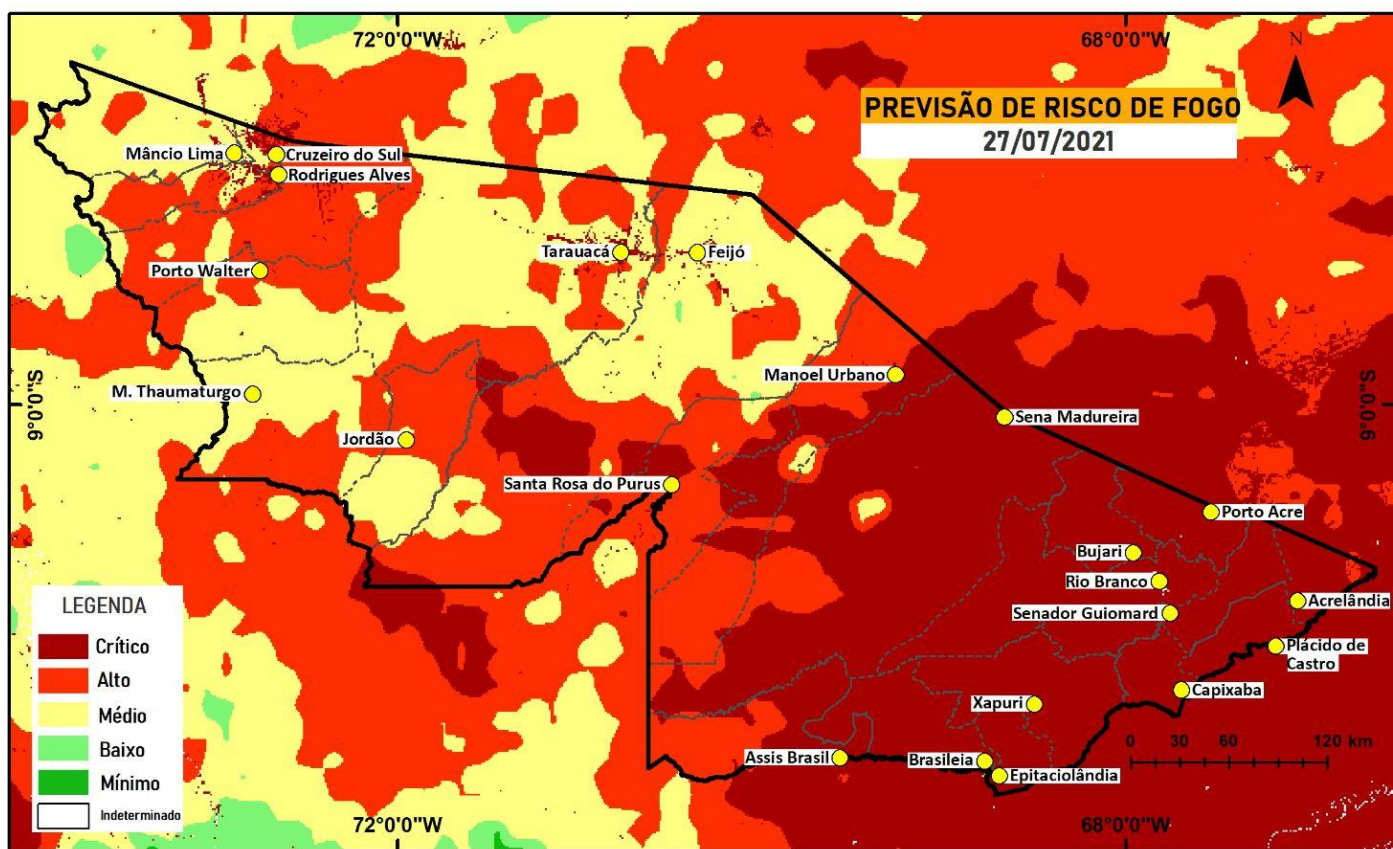 72°0'0"W
68°0'0"W
N
PREVISÃO DE RISCO DE FOGO
27/07/2021
Mâncio Lima
Cruzeiro do Sul
Rodrigues Alves
Tarauacá
Feijó
Porto Walter
Manoel Urbano
M. Thaumaturgo
9°0'0"S
9°0'0"S
Sena Madureira
Jordão
Santa Rosa do Purus
Porto Acre
Bujari
Rio Branco
Acrelândia
Senador Guiomard
Plácido de
Castro
Capixaba
Xapuri
Assis Brasil
Brasileia
Epitaciolândia
0 30 60 120 km
LEGENDA
Crítico
Alto
Médio
Baixo
Mínimo
Indeterminado
72°0'0"W
68°0'0"W